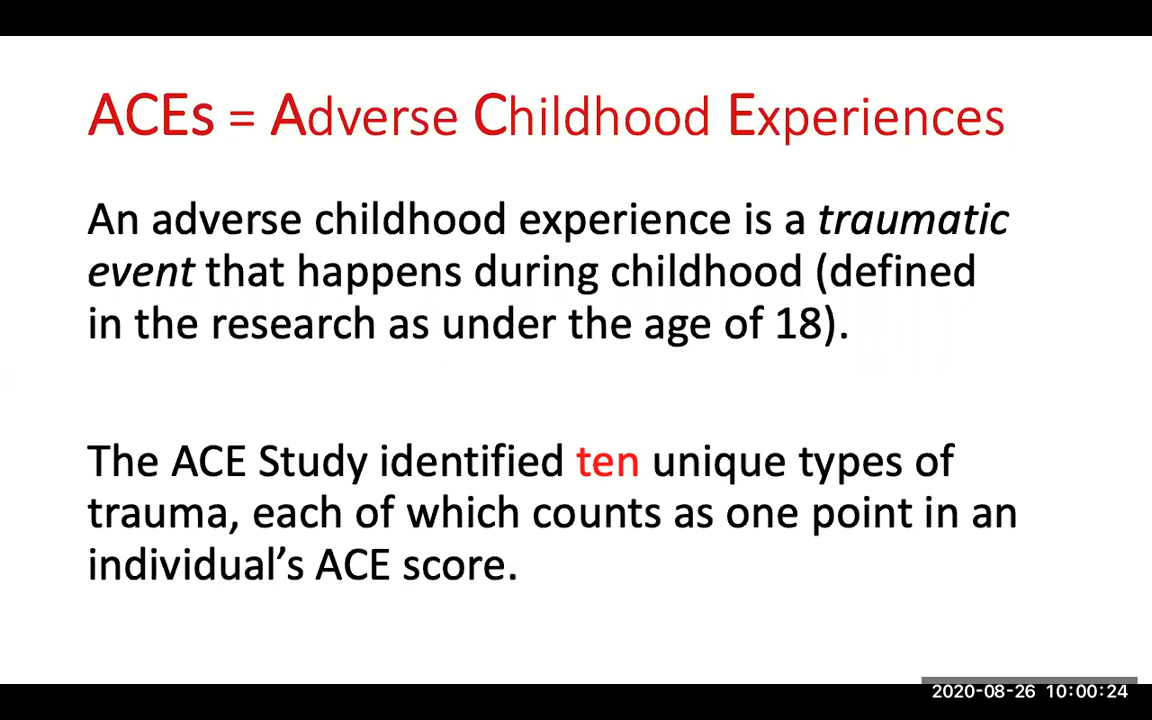 ACEs = Adverse Childhood Experiences
An adverse childhood experience is a traumatic
event that happens during childhood (defined
in the research as under the age of 18).
The ACE Study identified ten unique types of
trauma, each of which counts as one point in an
individual’s ACE score.
2020-08-26 10:00:24